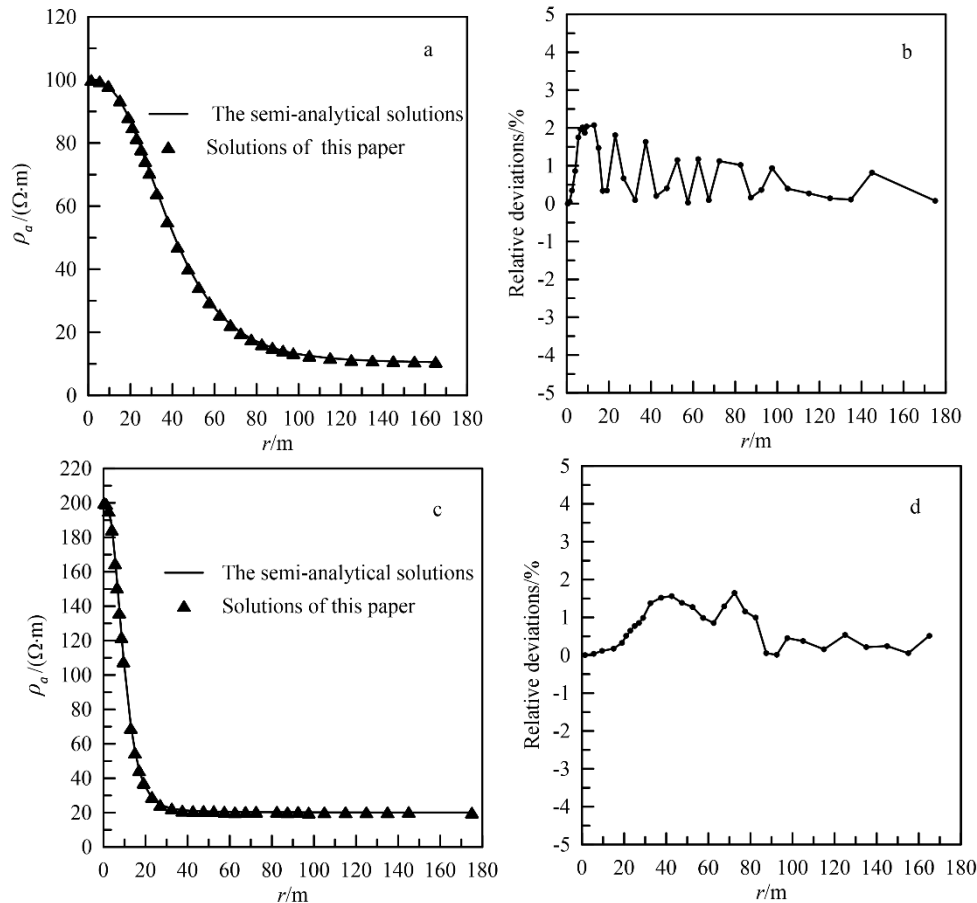 120
100
80
60
40
20
0
ρa/(Ω·m)
a
The semi-analytical solutions
Solutions of this paper
0 20 40 60 80 100 120 140 160 180
r/m
5
4
3
2
1
0
-1
-2
-3
-4
-5
Relative deviations/%
b
0 20 40 60 80 100 120 140 160 180
r/m
220
200
180
160
140
120
100
80
60
40
20
0
ρa/(Ω·m)
c
The semi-analytical solutions
Solutions of this paper
0 20 40 60 80 100 120 140 160 180
r/m
5
4
3
2
1
0
-1
-2
-3
-4
-5
Relative deviations/%
d
0 20 40 60 80 100 120 140 160 180
r/m